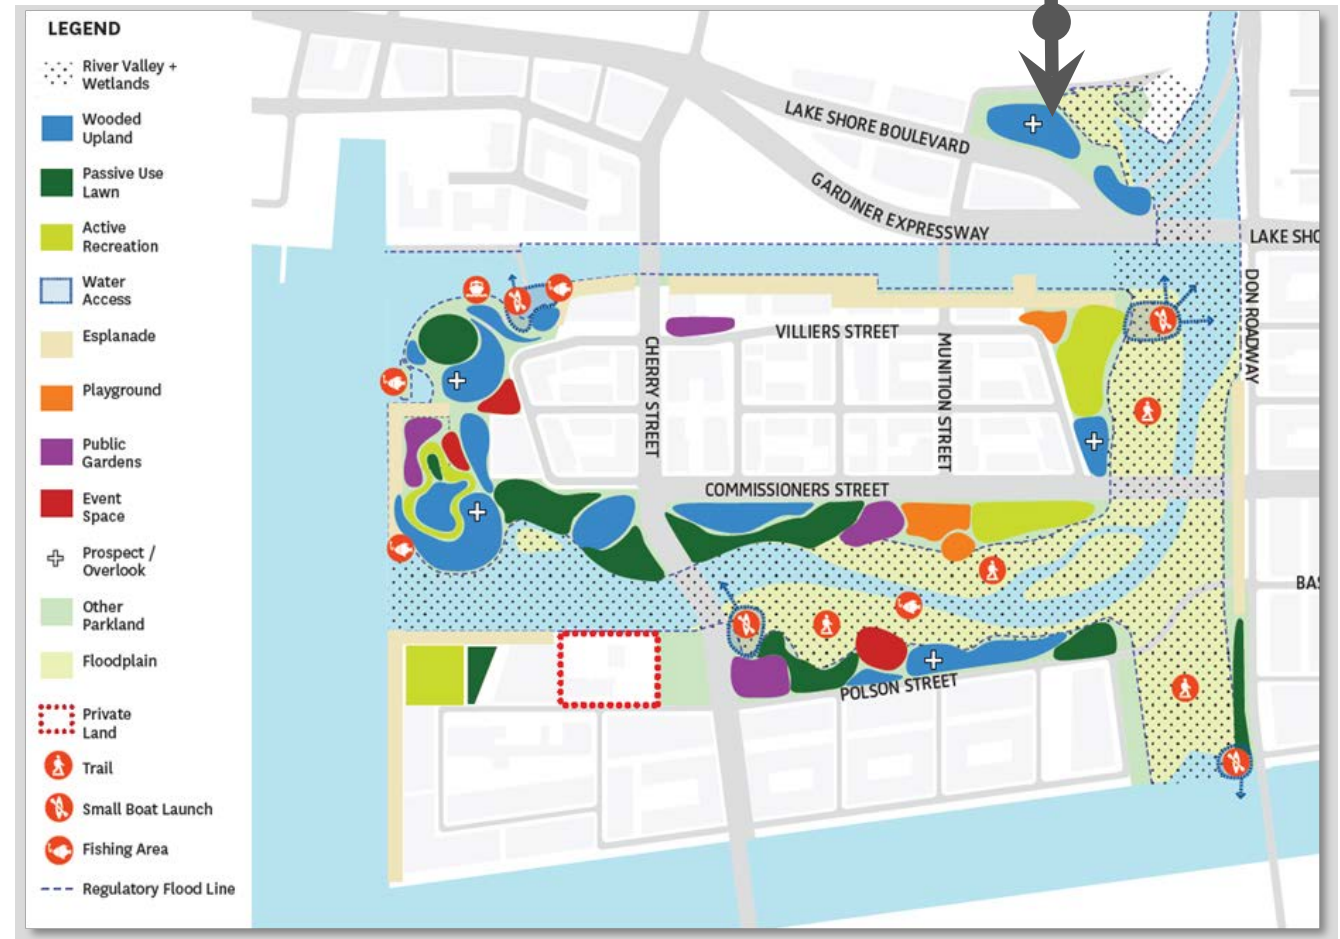 LEGEND
River Valley +
Wetlands
Wooded
Upland
Passive Use
Lawn
Active
Recreation
Water
Access
Esplanade
Playground
Public
Gardens
Event
Space
Prospect /
Overlook
Other
Parkland
Floodplain
Private
Land
Trail
Small Boat Launch
Fishing Area
Regulatory Flood Line
LAKE SHORE BOULEVARD
GARDINER EXPRESSWAY
LAKE SHO
DON ROADWAY
VILLIERS STREET
CHERRY STREET
MUNITION STREET
COMMISSIONERS STREET
BAS
POLSON STREET